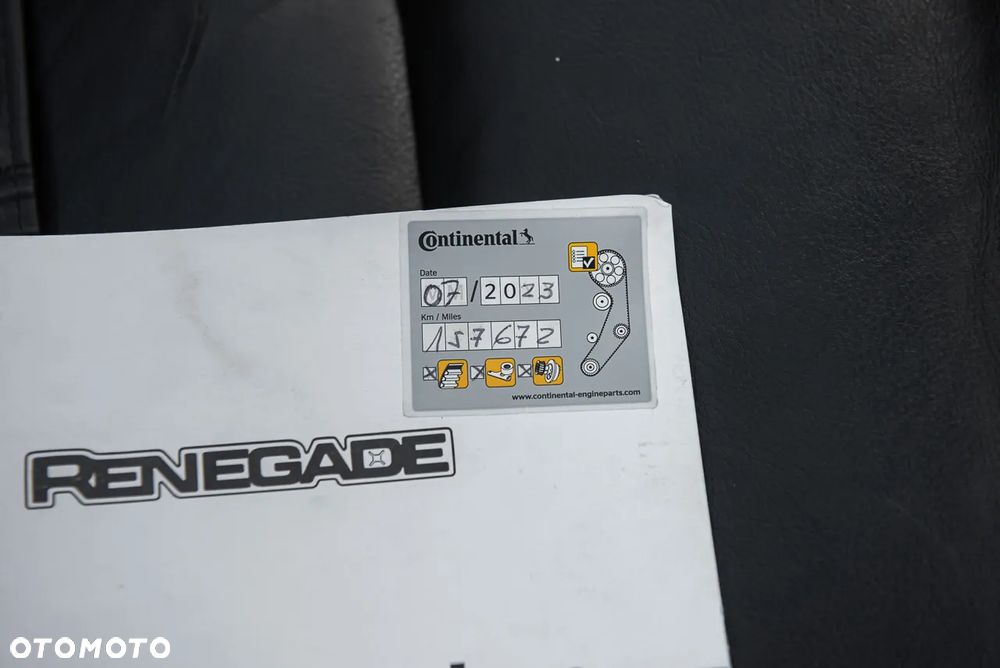 Continental
Date
07/2023
Km / Miles
157672
www.continental-engineparts.com
RENEGADE
OTOMOTO